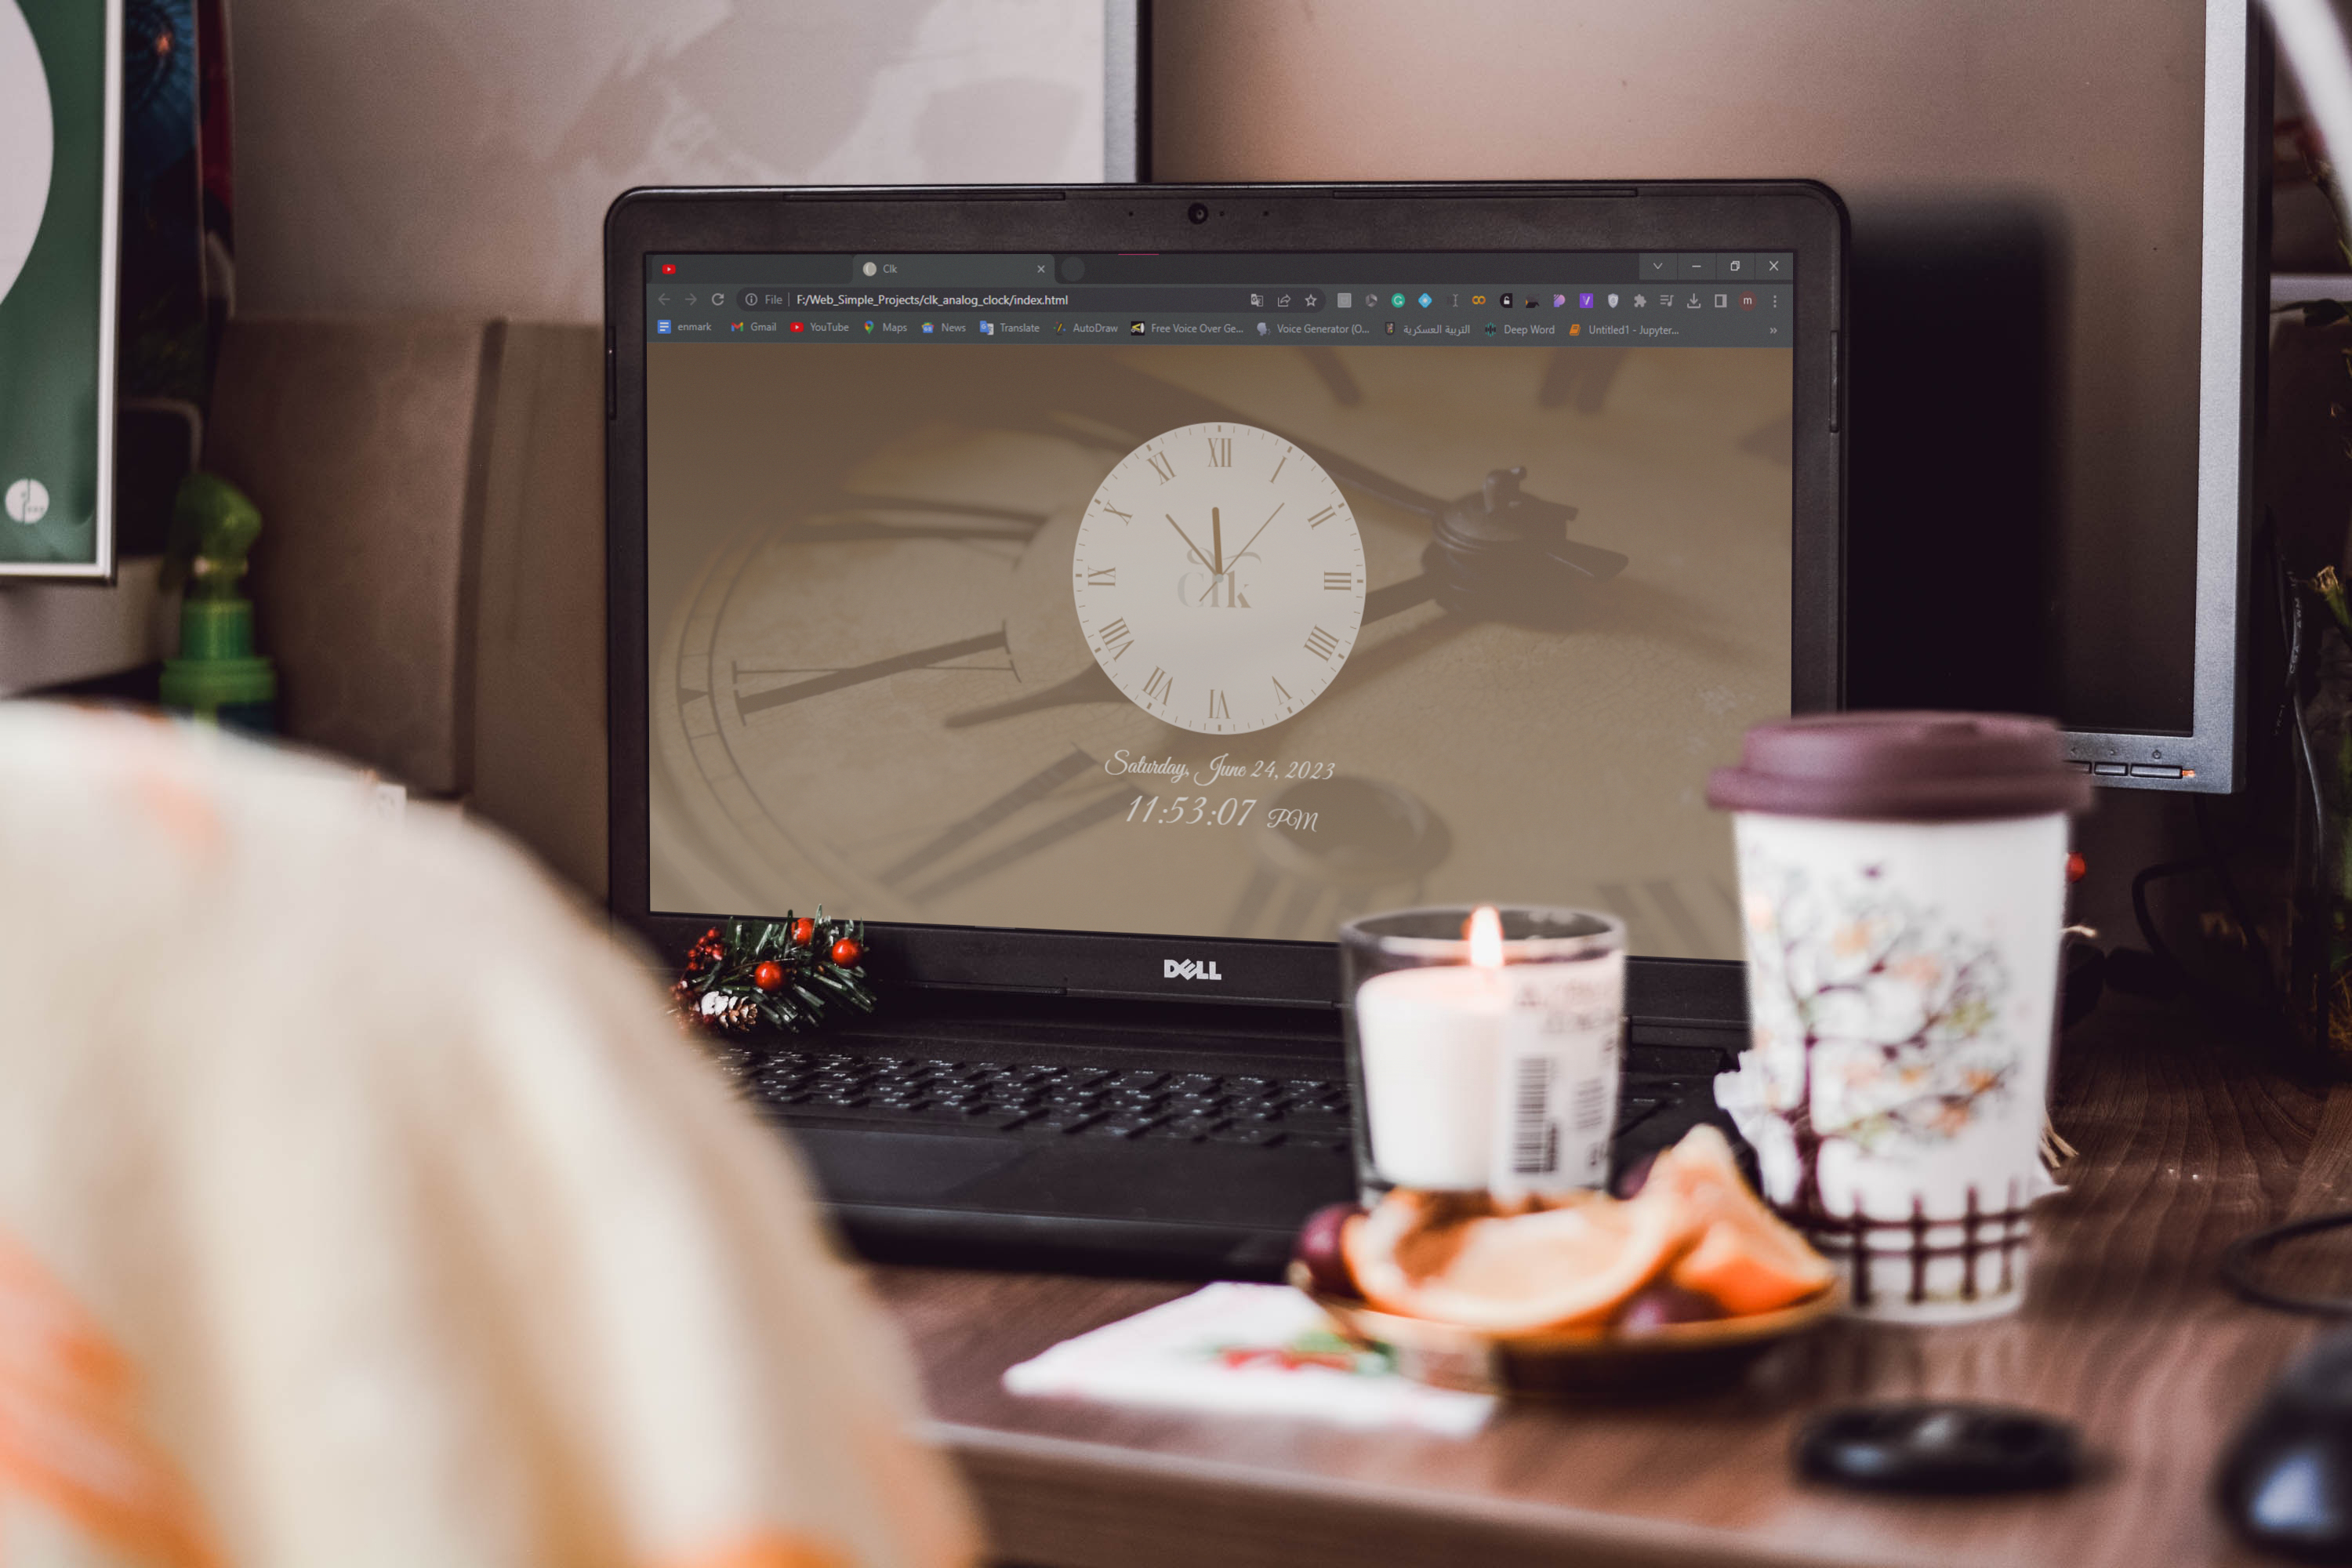 Clk
File F:/Web_Simple_Projects/clk_analog_clock/index.html
m
enmark Gmail YouTube Maps News Translate AutoDraw Free Voice Over Ge... Voice Generator (O... التربية العسكرية Deep Word Untitled1 - Jupyter... »
XII
I
II
III
IIII
V
VI
VII
VIII
IX
X
XI
Clk
Saturday, June 24, 2023
11:53:07 PM
DELL